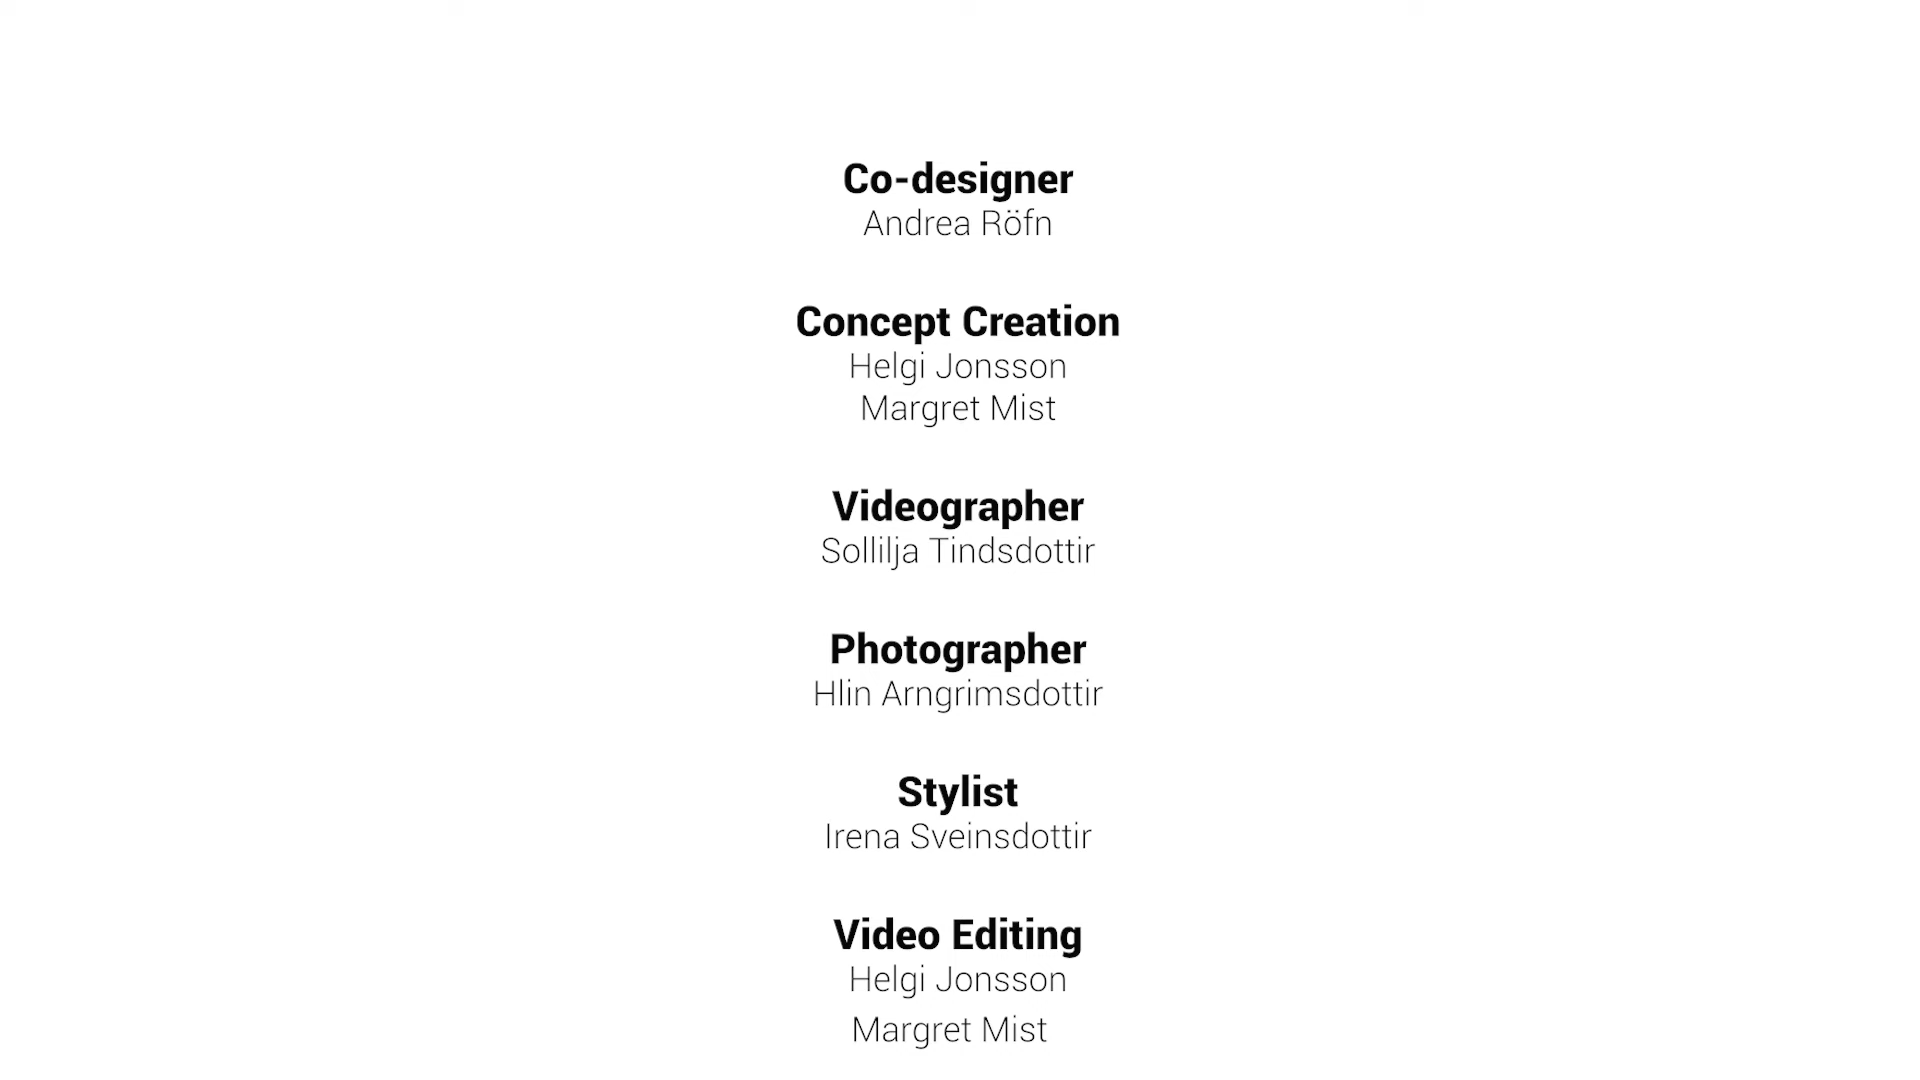 Co-designer
Andrea Röfn
Concept Creation
Helgi Jonsson
Margret Mist
Videographer
Sollilja Tindsdottir
Photographer
Hlin Arngrimsdottir
Stylist
Irena Sveinsdottir
Video Editing
Helgi Jonsson
Margret Mist